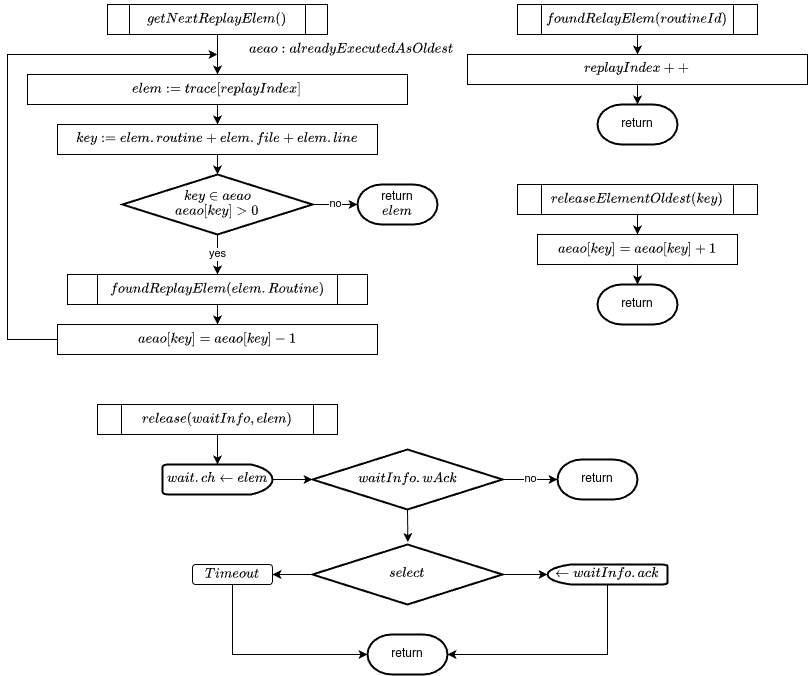 getNextReplayElem()
aeao : alreadyExecutedAsOldest
elem := trace[replayIndex]
key := elem. routine + elem. file + elem. line
key ∈ aeao
aeao[key] > 0
no
return
elem
yes
foundReplayElem(elem. Routine)
aeao[key] = aeao[key] − 1
foundRelayElem(routineId)
replayIndex + +
return
releaseElementOldest(key)
aeao[key] = aeao[key] + 1
return
release(waitInfo, elem)
wait. ch ← elem
waitInfo. wAck
no
return
Timeout
select
← waitInfo. ack
return